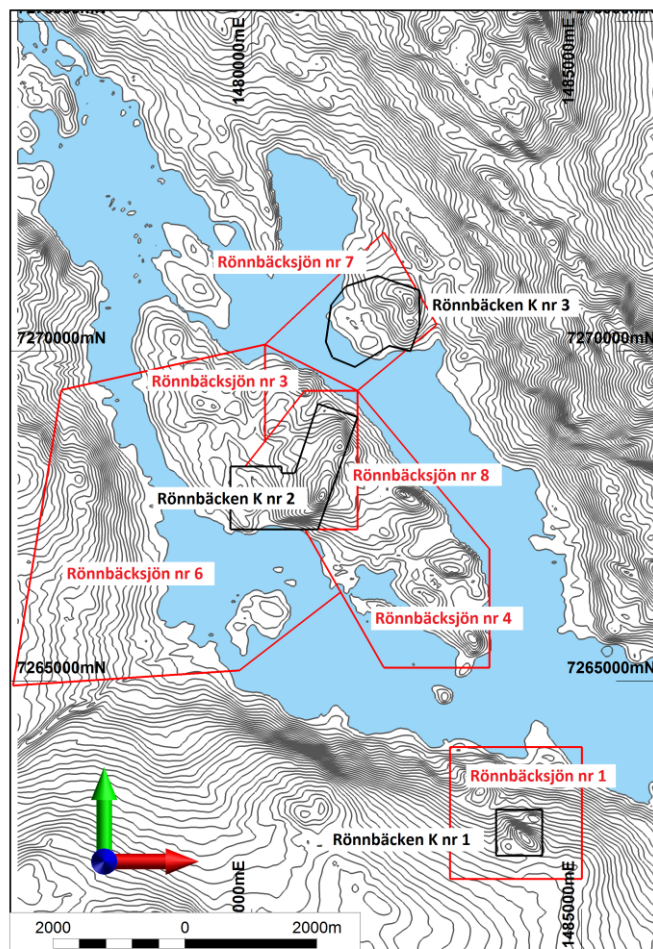 1480000mE
1485000mE
Rönnbäcksjön nr 7
Rönnbäcken K nr 3
7270000mN
7270000mN
Rönnbäcksjön nr 3
Rönnbäcksjön nr 8
Rönnbäcken K nr 2
Rönnbäcksjön nr 6
Rönnbäcksjön nr 4
7265000mN
7265000mN
Rönnbäcksjön nr 1
Rönnbäcken K nr 1
1485000mE
2000
0
2000m